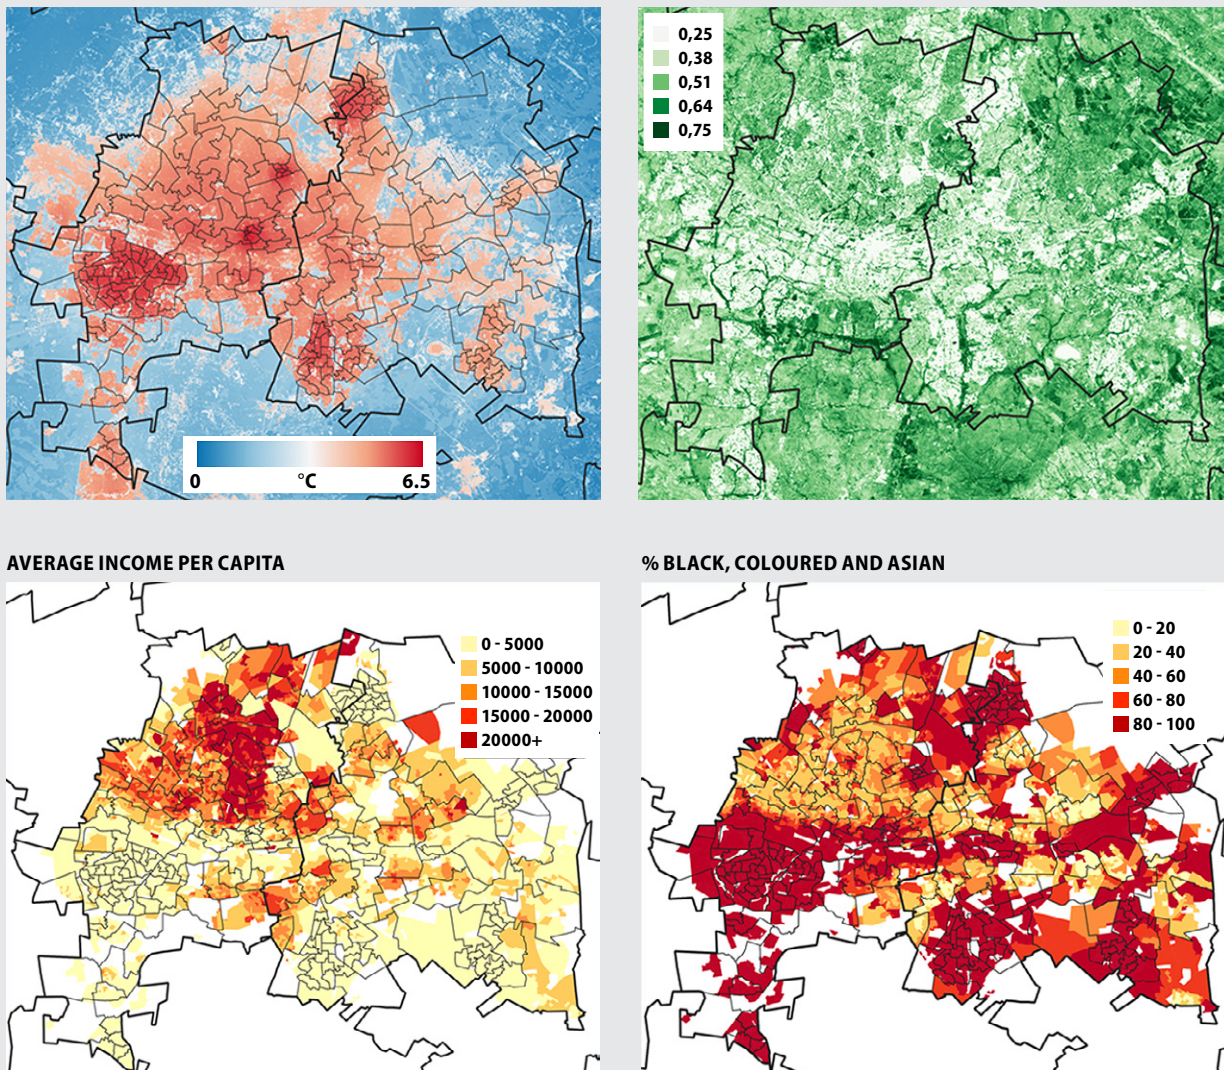 0,25
0,38
0,51
0,64
0,75
0 °C 6.5
AVERAGE INCOME PER CAPITA
0 - 5000
5000 - 10000
10000 - 15000
15000 - 20000
20000+
% BLACK, COLOURED AND ASIAN
0 - 20
20 - 40
40 - 60
60 - 80
80 - 100